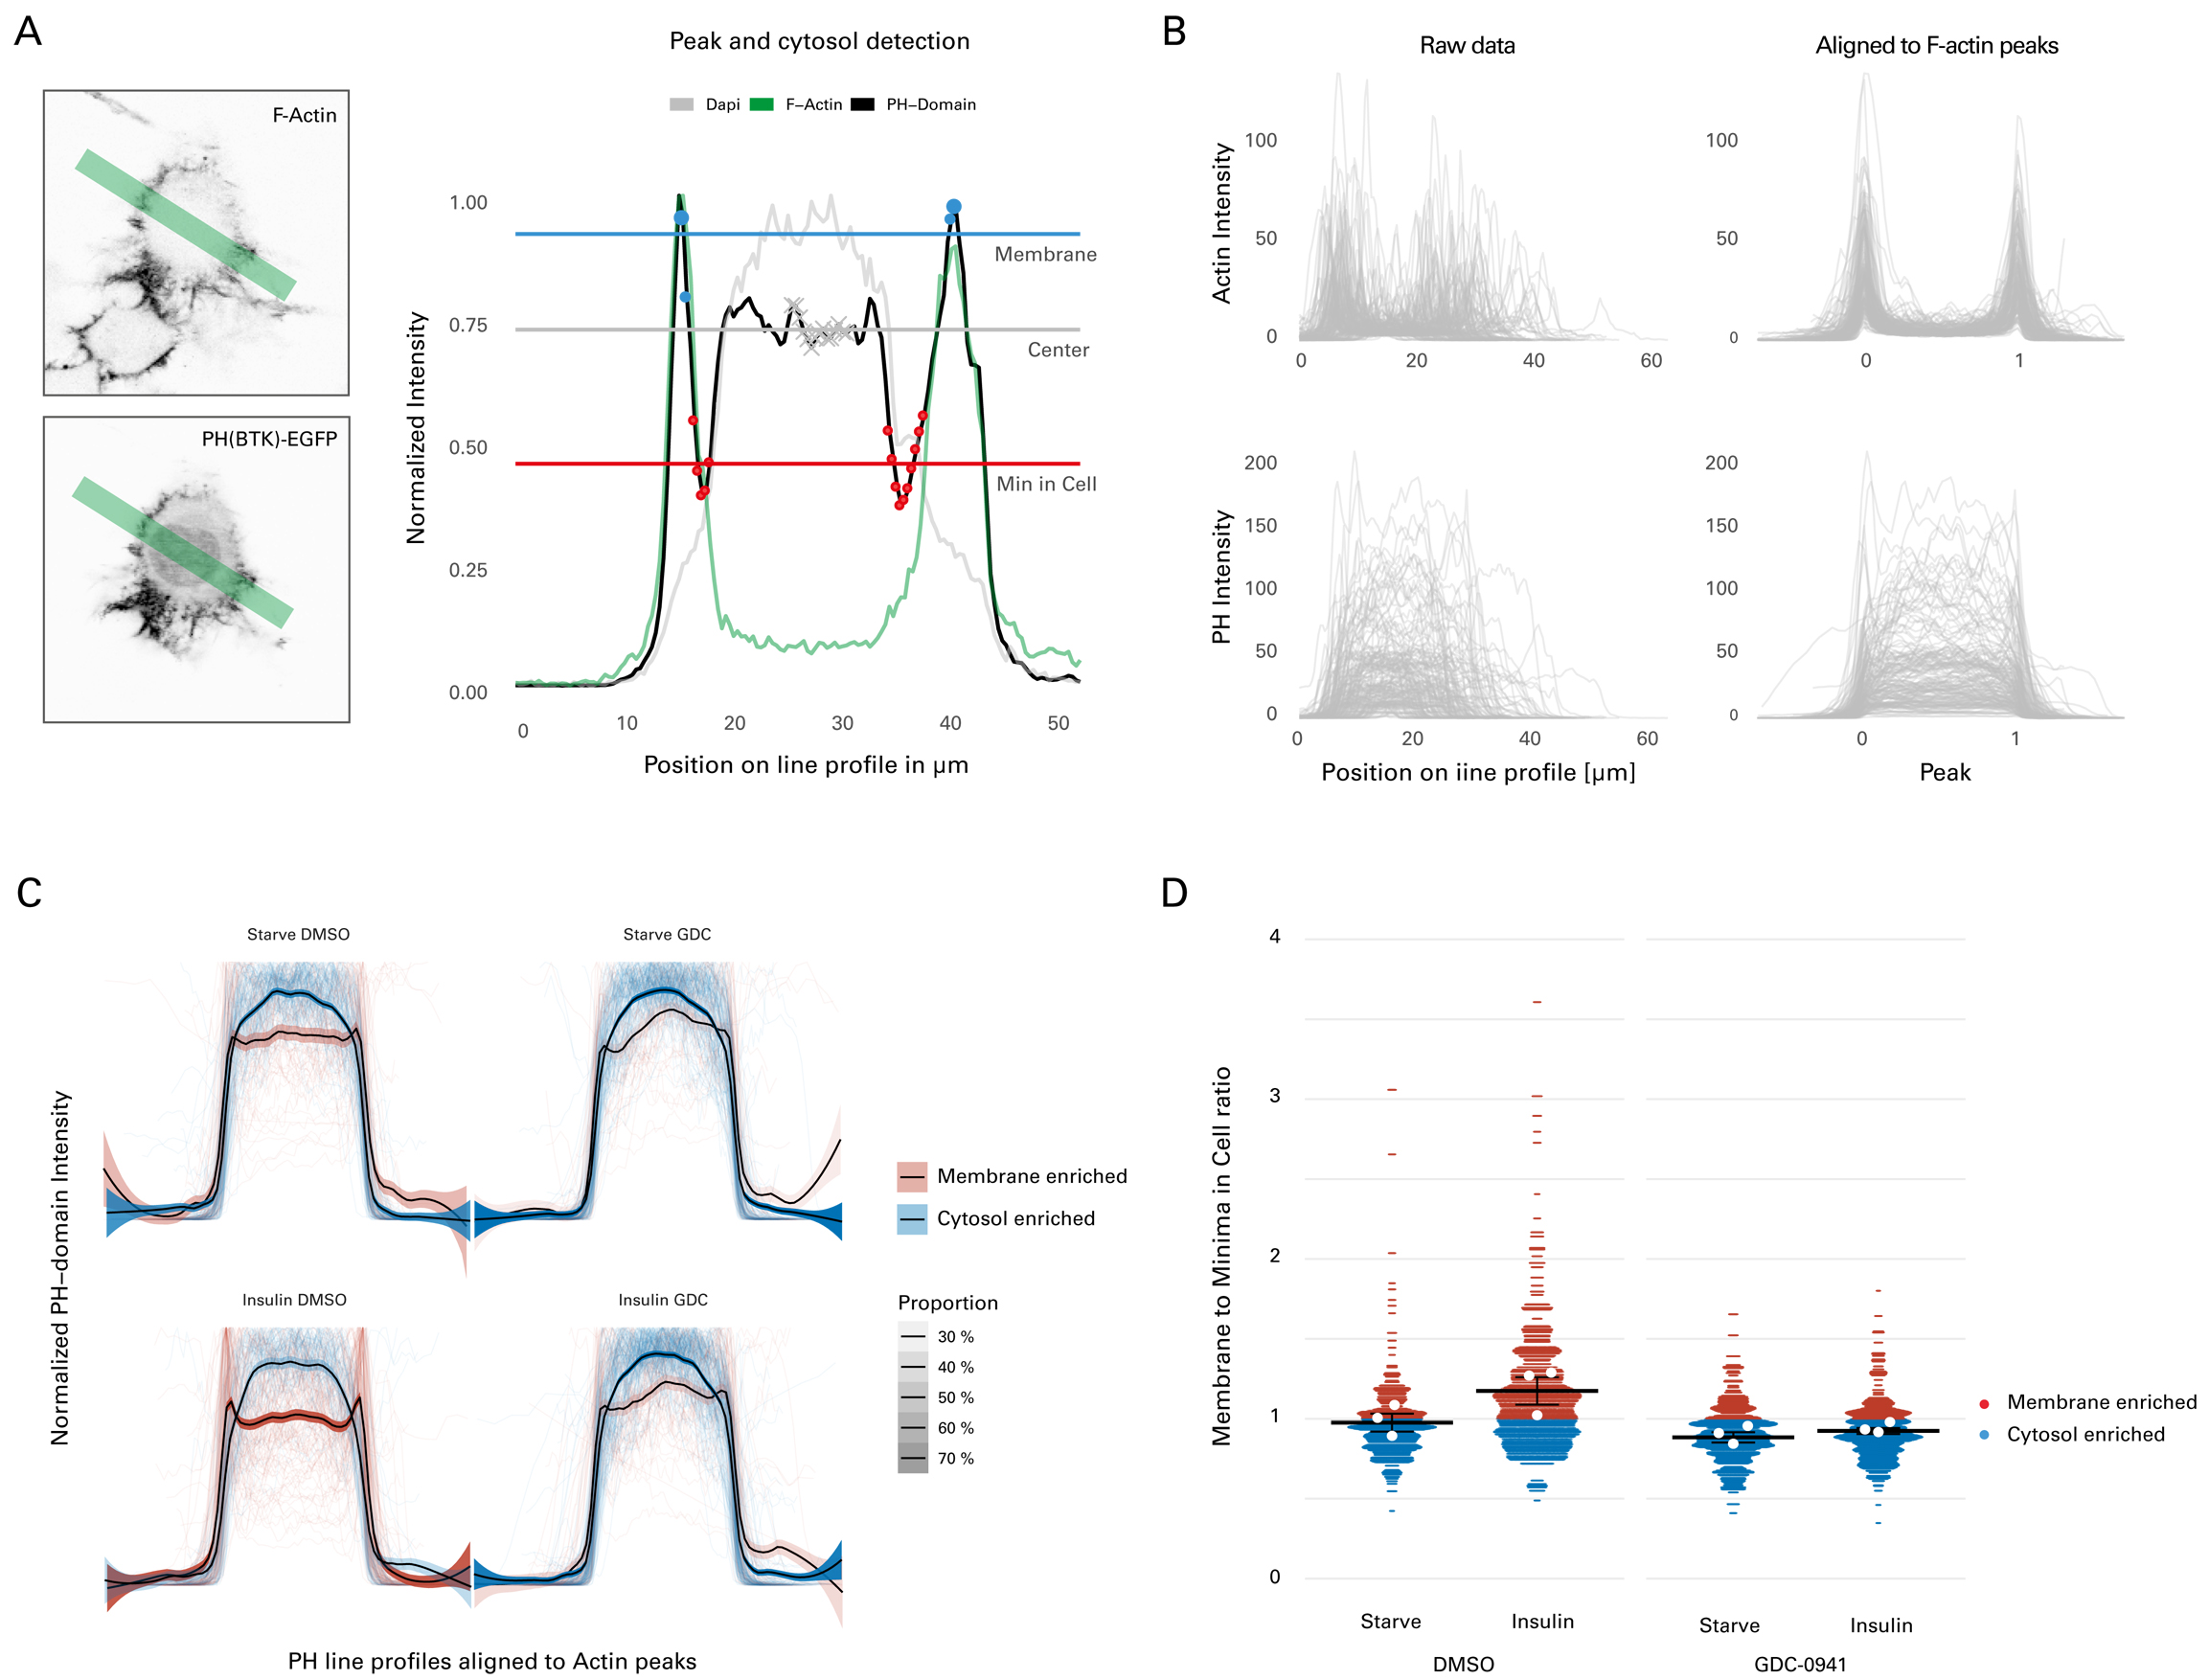 A
Peak and cytosol detection
Dapi F–Actin PH–Domain
F-Actin
PH(BTK)-EGFP
Normalized Intensity
1.00
0.75
0.50
0.25
0.00
Membrane
Center
Min in Cell
0 10 20 30 40 50
Position on line profile in µm
B
Raw data
Aligned to F-actin peaks
Actin Intensity
100
50
0
0 20 40 60
100
50
0
0 1
PH Intensity
200
150
100
50
0
0 20 40 60
Position on iine profile [µm]
200
150
100
50
0
0 1
Peak
C
Normalized PH–domain Intensity
Starve DMSO
Starve GDC
Insulin DMSO
Insulin GDC
Membrane enriched
Cytosol enriched
Proportion
30 %
40 %
50 %
60 %
70 %
PH line profiles aligned to Actin peaks
D
Membrane to Minima in Cell ratio
4
3
2
1
0
Starve Insulin
DMSO
Starve Insulin
GDC-0941
Membrane enriched
Cytosol enriched